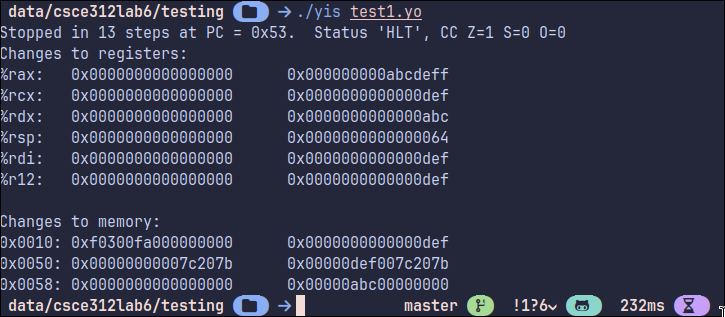 data/csce312lab6/testing → ./yis test1.yo
Stopped in 13 steps at PC = 0x53.  Status 'HLT', CC Z=1 S=0 O=0
Changes to registers:
%rax:   0x0000000000000000      0x000000000abcdeff
%rcx:   0x0000000000000000      0x0000000000000def
%rdx:   0x0000000000000000      0x0000000000000abc
%rsp:   0x0000000000000000      0x0000000000000064
%rdi:   0x0000000000000000      0x0000000000000def
%r12:   0x0000000000000000      0x0000000000000def

Changes to memory:
0x0010: 0xf0300fa000000000      0x0000000000000def
0x0050: 0x00000000007c207b      0x00000def007c207b
0x0058: 0x0000000000000000      0x00000abc00000000
data/csce312lab6/testing → master !1?6 232ms